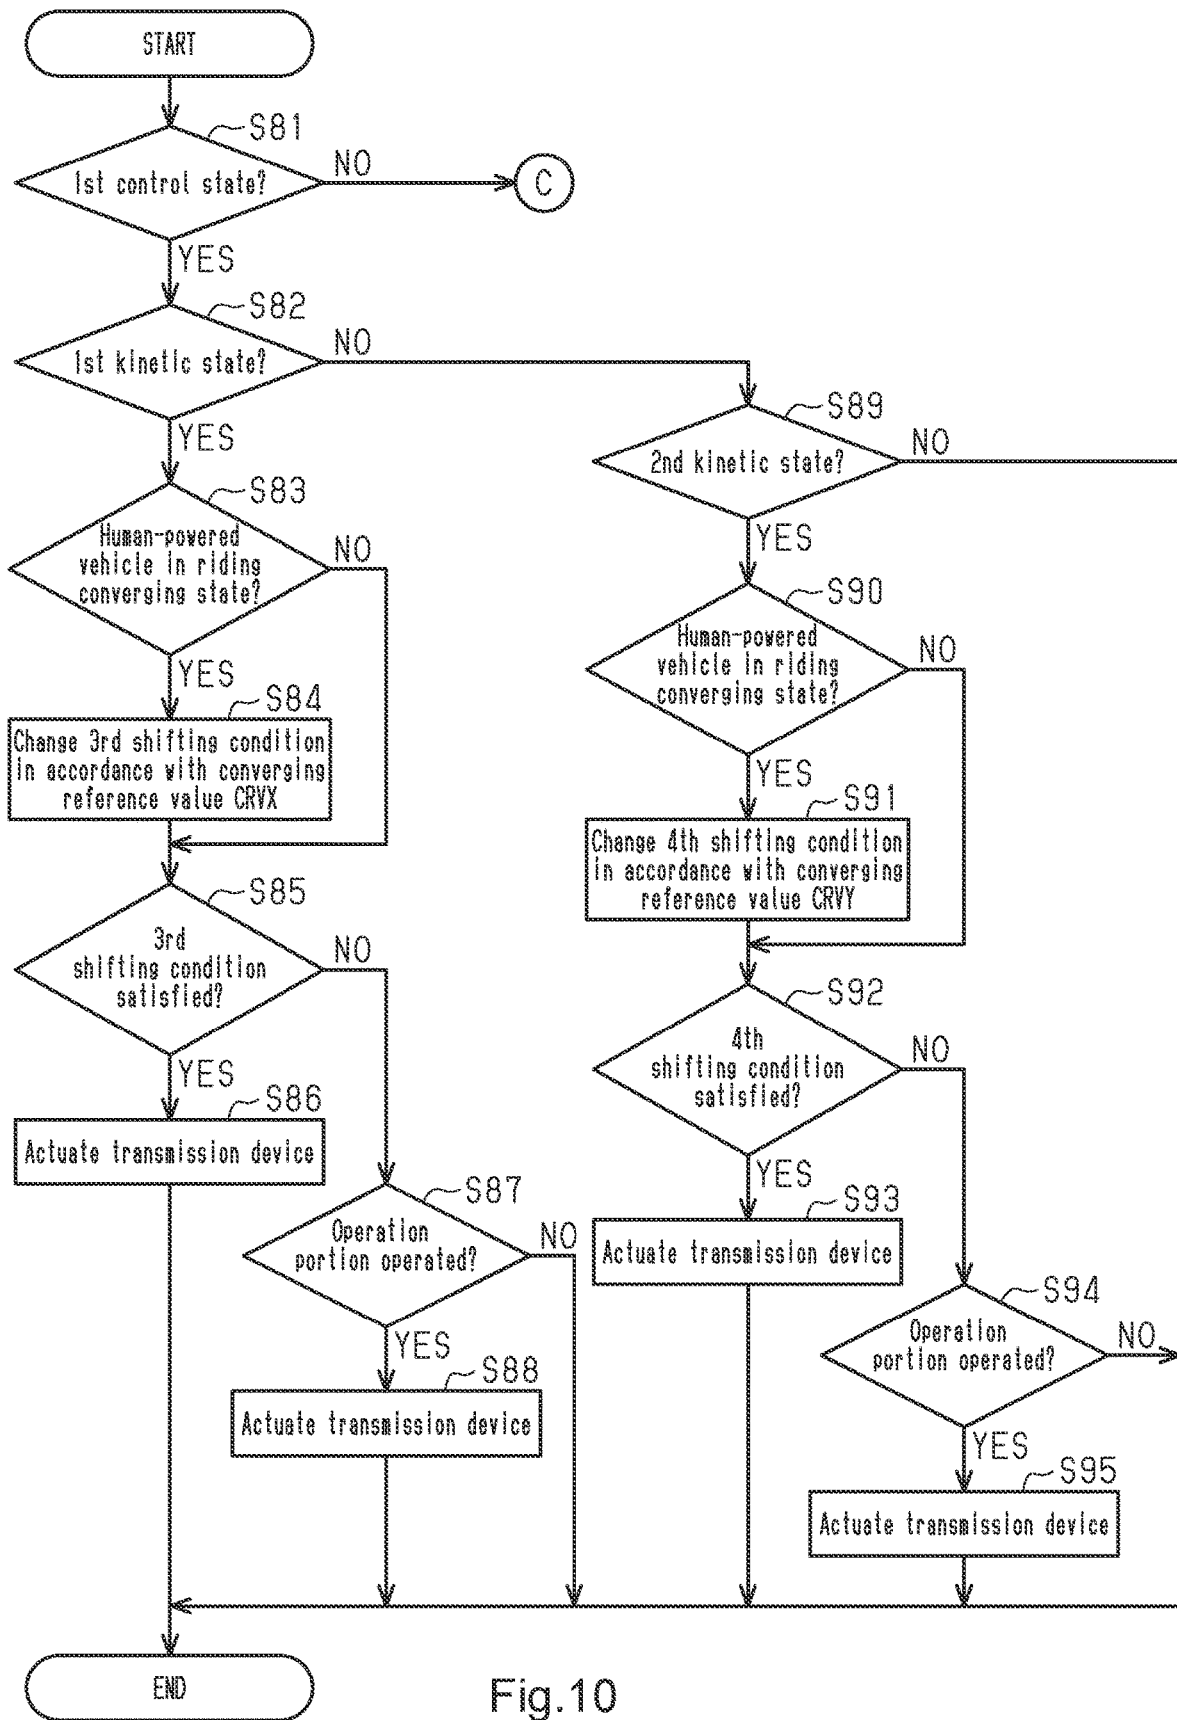 START
S81
1st control state?
NO
C
YES
S82
1st kinetic state?
NO
YES
S83
Human-powered
vehicle in riding
converging state?
NO
YES
S84
Change 3rd shifting condition
in accordance with converging
reference value CRVX
S85
3rd
shifting condition
satisfied?
NO
YES
S86
Actuate transmission device
S87
Operation
portion operated?
NO
YES
S88
Actuate transmission device
S89
2nd kinetic state?
NO
YES
S90
Human-powered
vehicle in riding
converging state?
NO
YES
S91
Change 4th shifting condition
in accordance with converging
reference value CRVY
S92
4th
shifting condition
satisfied?
NO
YES
S93
Actuate transmission device
S94
Operation
portion operated?
NO
YES
S95
Actuate transmission device
END
Fig.10